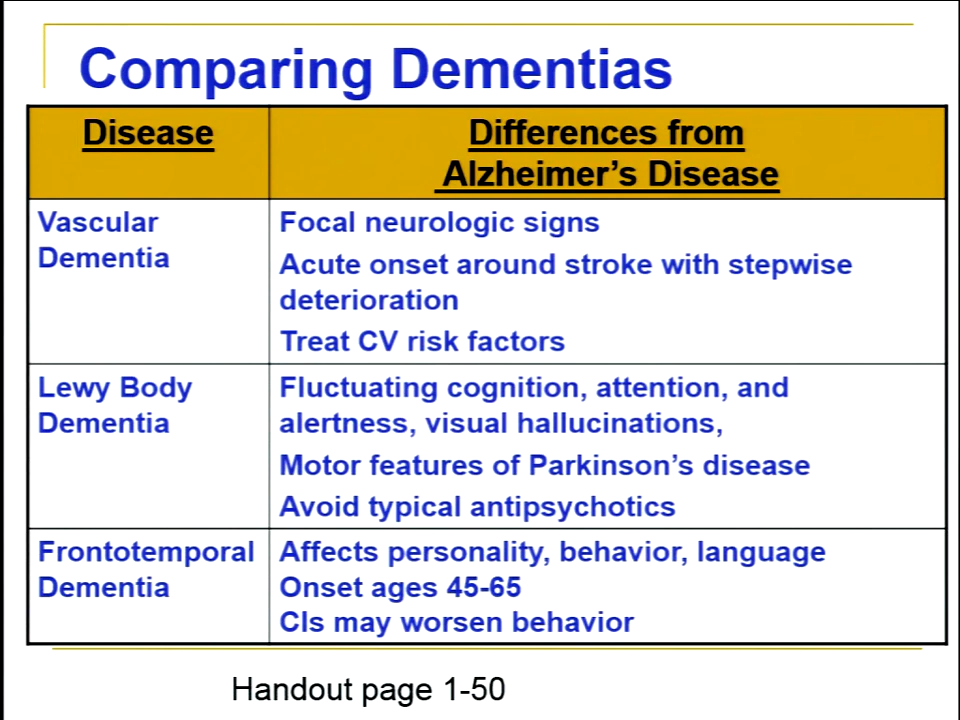 Comparing Dementias
Disease
Differences from
Alzheimer's Disease
Vascular
Dementia
Focal neurologic signs
Acute onset around stroke with stepwise
deterioration
Treat CV risk factors
Lewy Body
Dementia
Fluctuating cognition, attention, and
alertness, visual hallucinations,
Motor features of Parkinson's disease
Avoid typical antipsychotics
Frontotemporal
Dementia
Affects personality, behavior, language
Onset ages 45-65
CIs may worsen behavior
Handout page 1-50